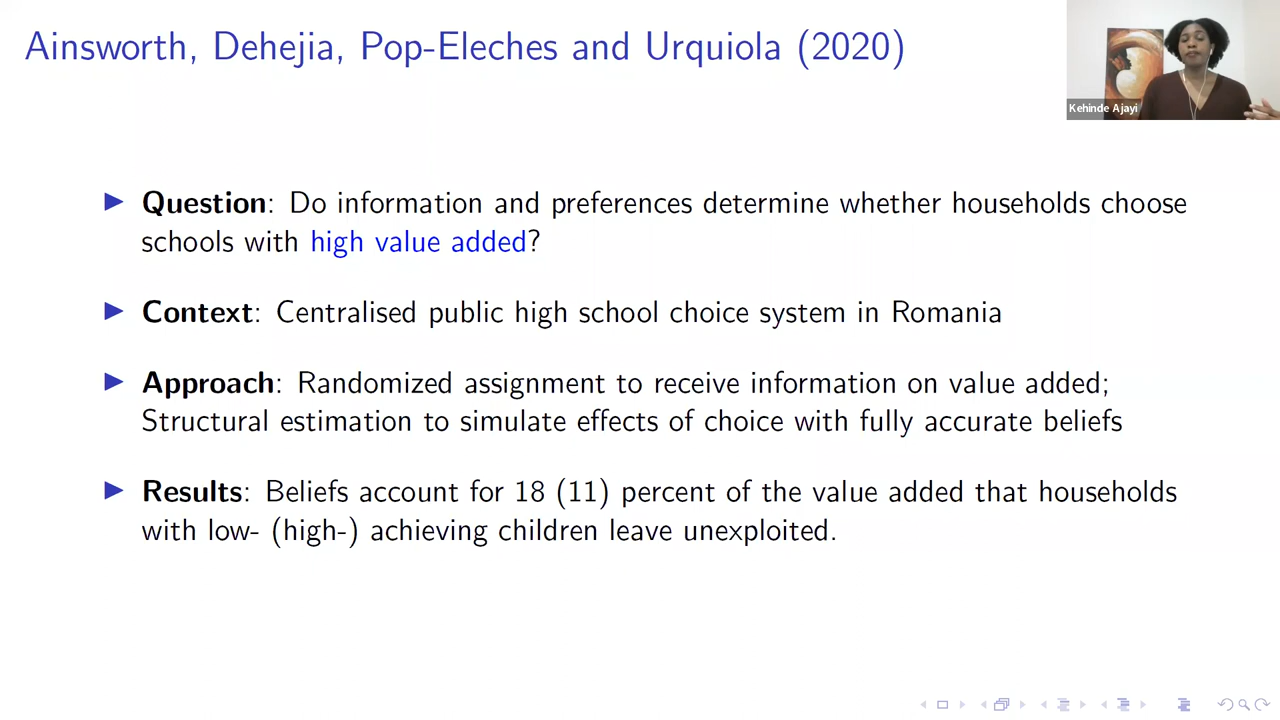 Ainsworth, Dehejia, Pop-Eleches and Urquiola (2020)
Kehinde Ajayi
Question: Do information and preferences determine whether households choose
schools with high value added?
Context: Centralised public high school choice system in Romania
Approach: Randomized assignment to receive information on value added;
Structural estimation to simulate effects of choice with fully accurate beliefs
Results: Beliefs account for 18 (11) percent of the value added that households
with low- (high-) achieving children leave unexploited.